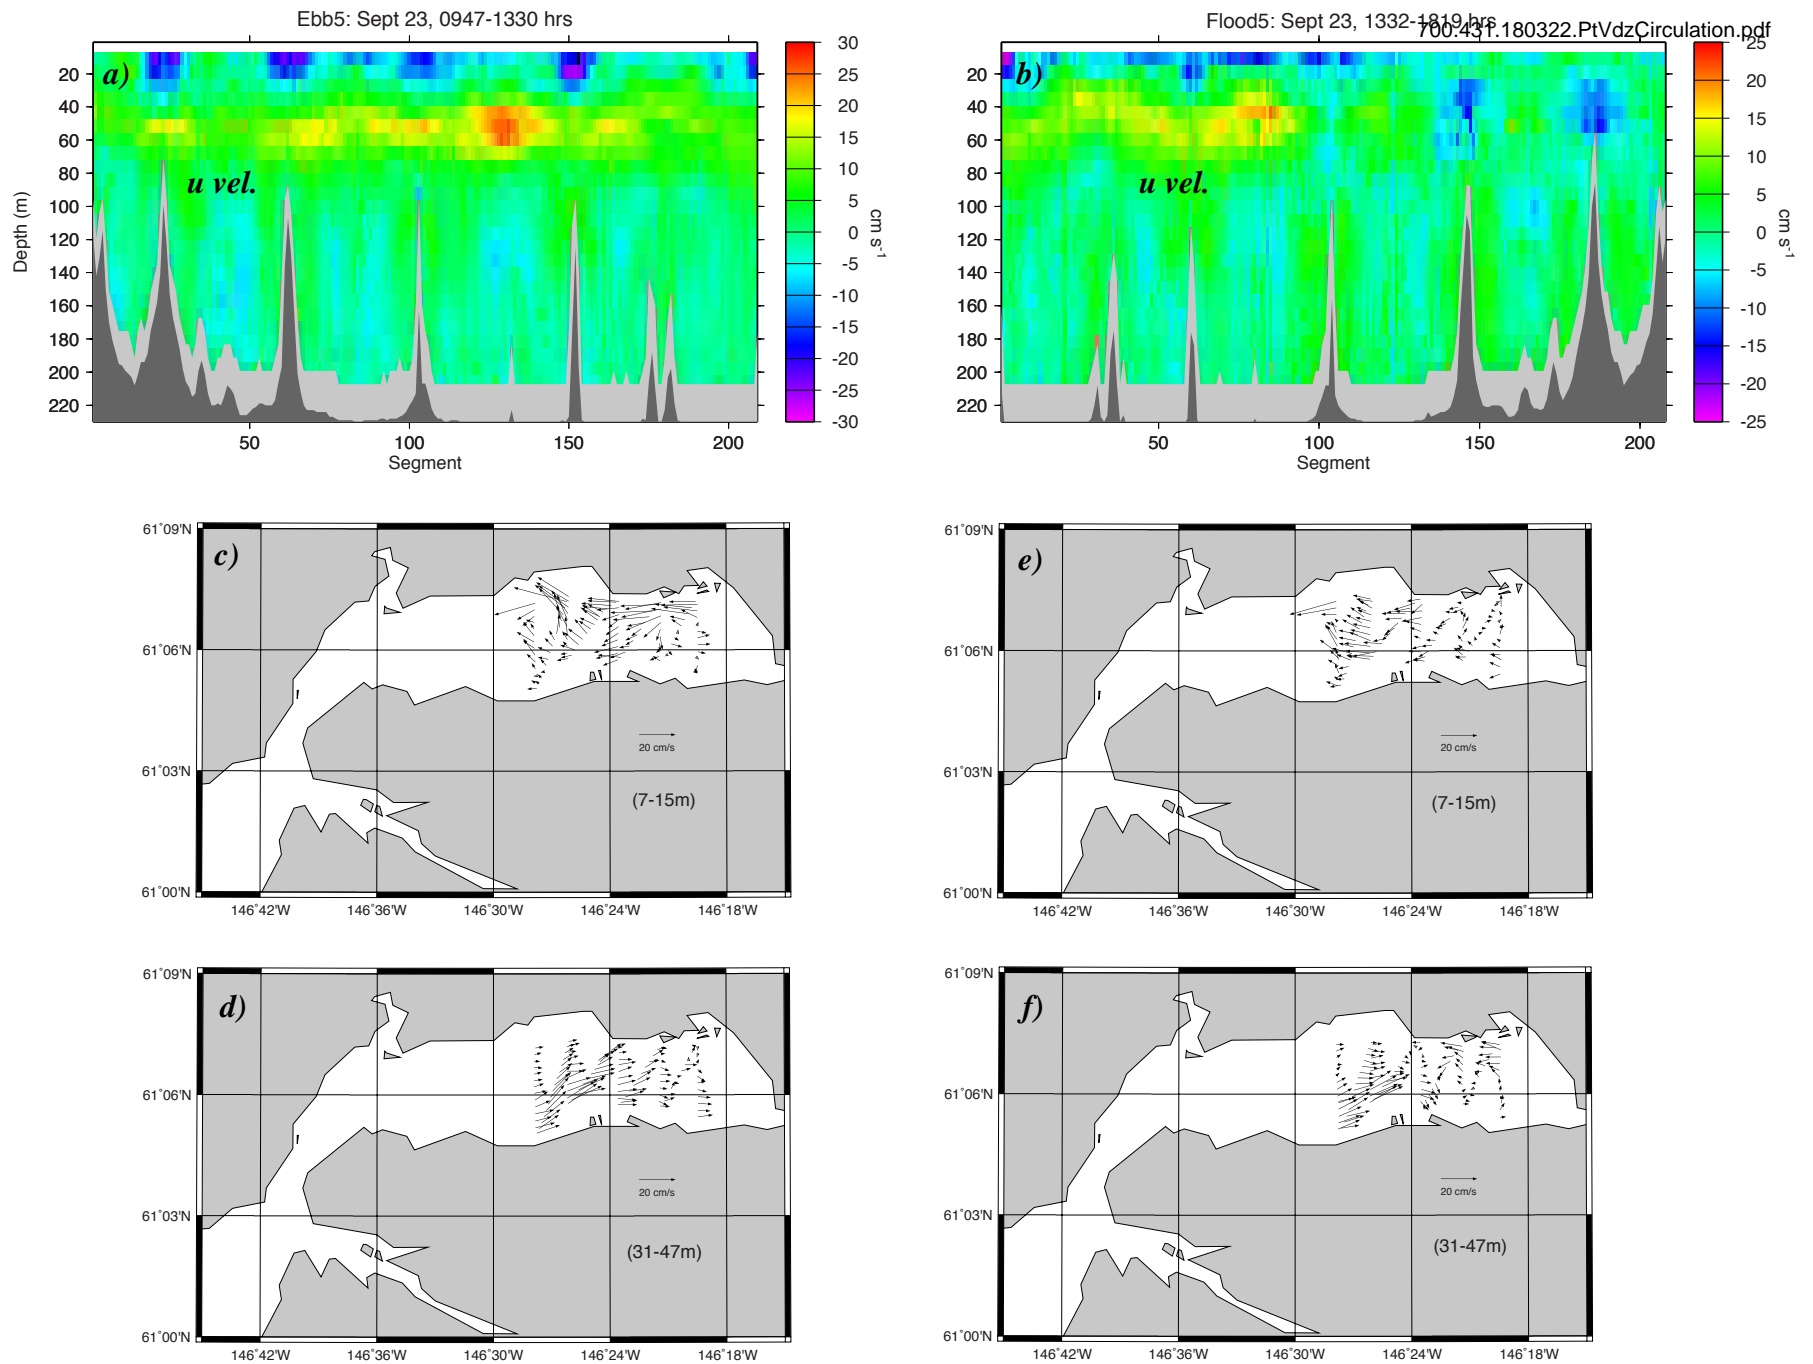 Ebb5: Sept 23, 0947-1330 hrs
Flood5: Sept 23, 1332-1819 hrs
700.431.180322.PtVdzCirculation.pdf
a)
u vel.
Depth (m)
20
40
60
80
100
120
140
160
180
200
220
50 100 150 200
Segment
30
25
20
15
10
5
0
-5
-10
-15
-20
-25
-30
cm s-1
b)
u vel.
20
40
60
80
100
120
140
160
180
200
220
50 100 150 200
Segment
25
20
15
10
5
0
-5
-10
-15
-20
-25
cm s-1
c)
61°09'N
61°06'N
61°03'N
61°00'N
20 cm/s
(7-15m)
146°42'W 146°36'W 146°30'W 146°24'W 146°18'W
e)
61°09'N
61°06'N
61°03'N
61°00'N
20 cm/s
(7-15m)
146°42'W 146°36'W 146°30'W 146°24'W 146°18'W
d)
61°09'N
61°06'N
61°03'N
61°00'N
20 cm/s
(31-47m)
146°42'W 146°36'W 146°30'W 146°24'W 146°18'W
f)
61°09'N
61°06'N
61°03'N
61°00'N
20 cm/s
(31-47m)
146°42'W 146°36'W 146°30'W 146°24'W 146°18'W